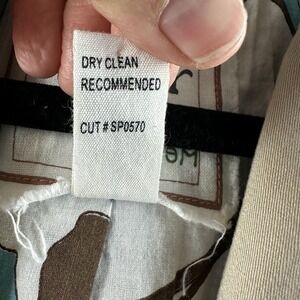 DRY CLEAN
RECOMMENDED
CUT # SP0570